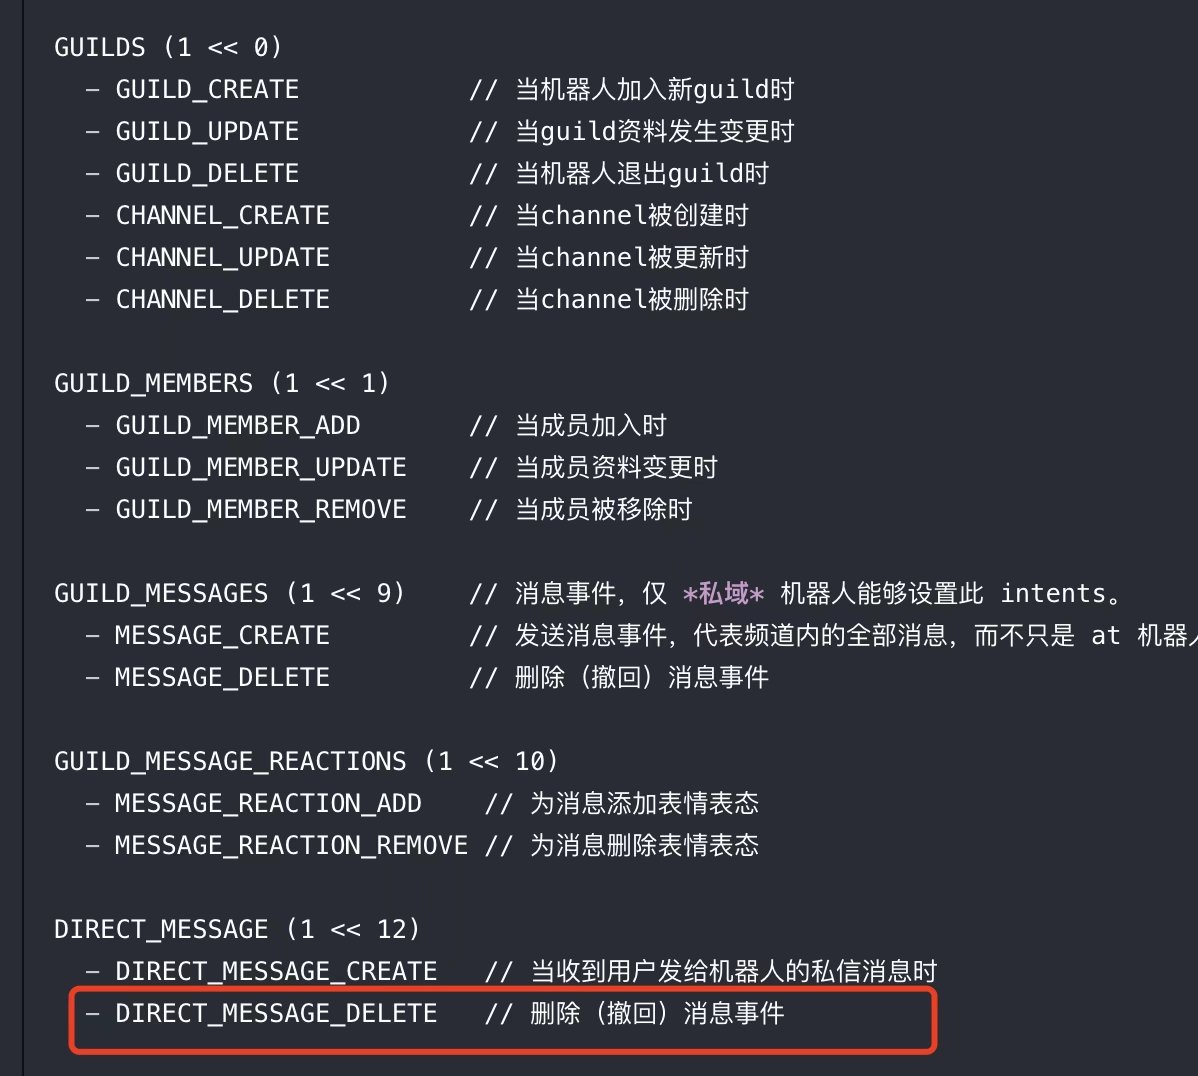 GUILDS (1 << 0)
- GUILD_CREATE // 当机器人加入新guild时
- GUILD_UPDATE // 当guild资料发生变更时
- GUILD_DELETE // 当机器人退出guild时
- CHANNEL_CREATE // 当channel被创建时
- CHANNEL_UPDATE // 当channel被更新时
- CHANNEL_DELETE // 当channel被删除时
GUILD_MEMBERS (1 << 1)
- GUILD_MEMBER_ADD // 当成员加入时
- GUILD_MEMBER_UPDATE // 当成员资料变更时
- GUILD_MEMBER_REMOVE // 当成员被移除时
GUILD_MESSAGES (1 << 9) // 消息事件，仅 *私域* 机器人能够设置此 intents。
- MESSAGE_CREATE // 发送消息事件，代表频道内的全部消息，而不只是 at 机器人
- MESSAGE_DELETE // 删除（撤回）消息事件
GUILD_MESSAGE_REACTIONS (1 << 10)
- MESSAGE_REACTION_ADD // 为消息添加表情表态
- MESSAGE_REACTION_REMOVE // 为消息删除表情表态
DIRECT_MESSAGE (1 << 12)
- DIRECT_MESSAGE_CREATE // 当收到用户发给机器人的私信消息时
- DIRECT_MESSAGE_DELETE // 删除（撤回）消息事件